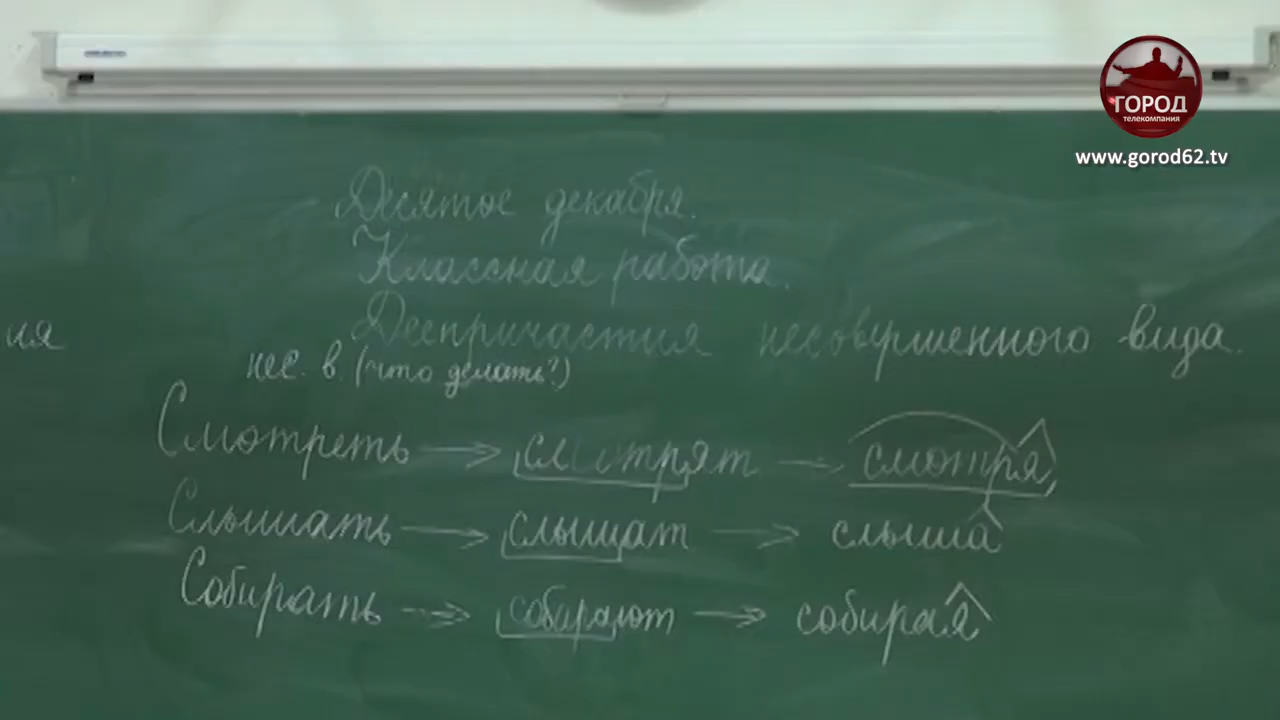 ГОРОД
телекомпания
www.gorod62.tv
Десятое декабря.
Классная работа.
ия
Деепричастия несовершенного вида.
нес. в. (что делать?)
Смотреть → смотрят → смотря,
Слышать → слышат → слыша
Собирать → собирают → собирая